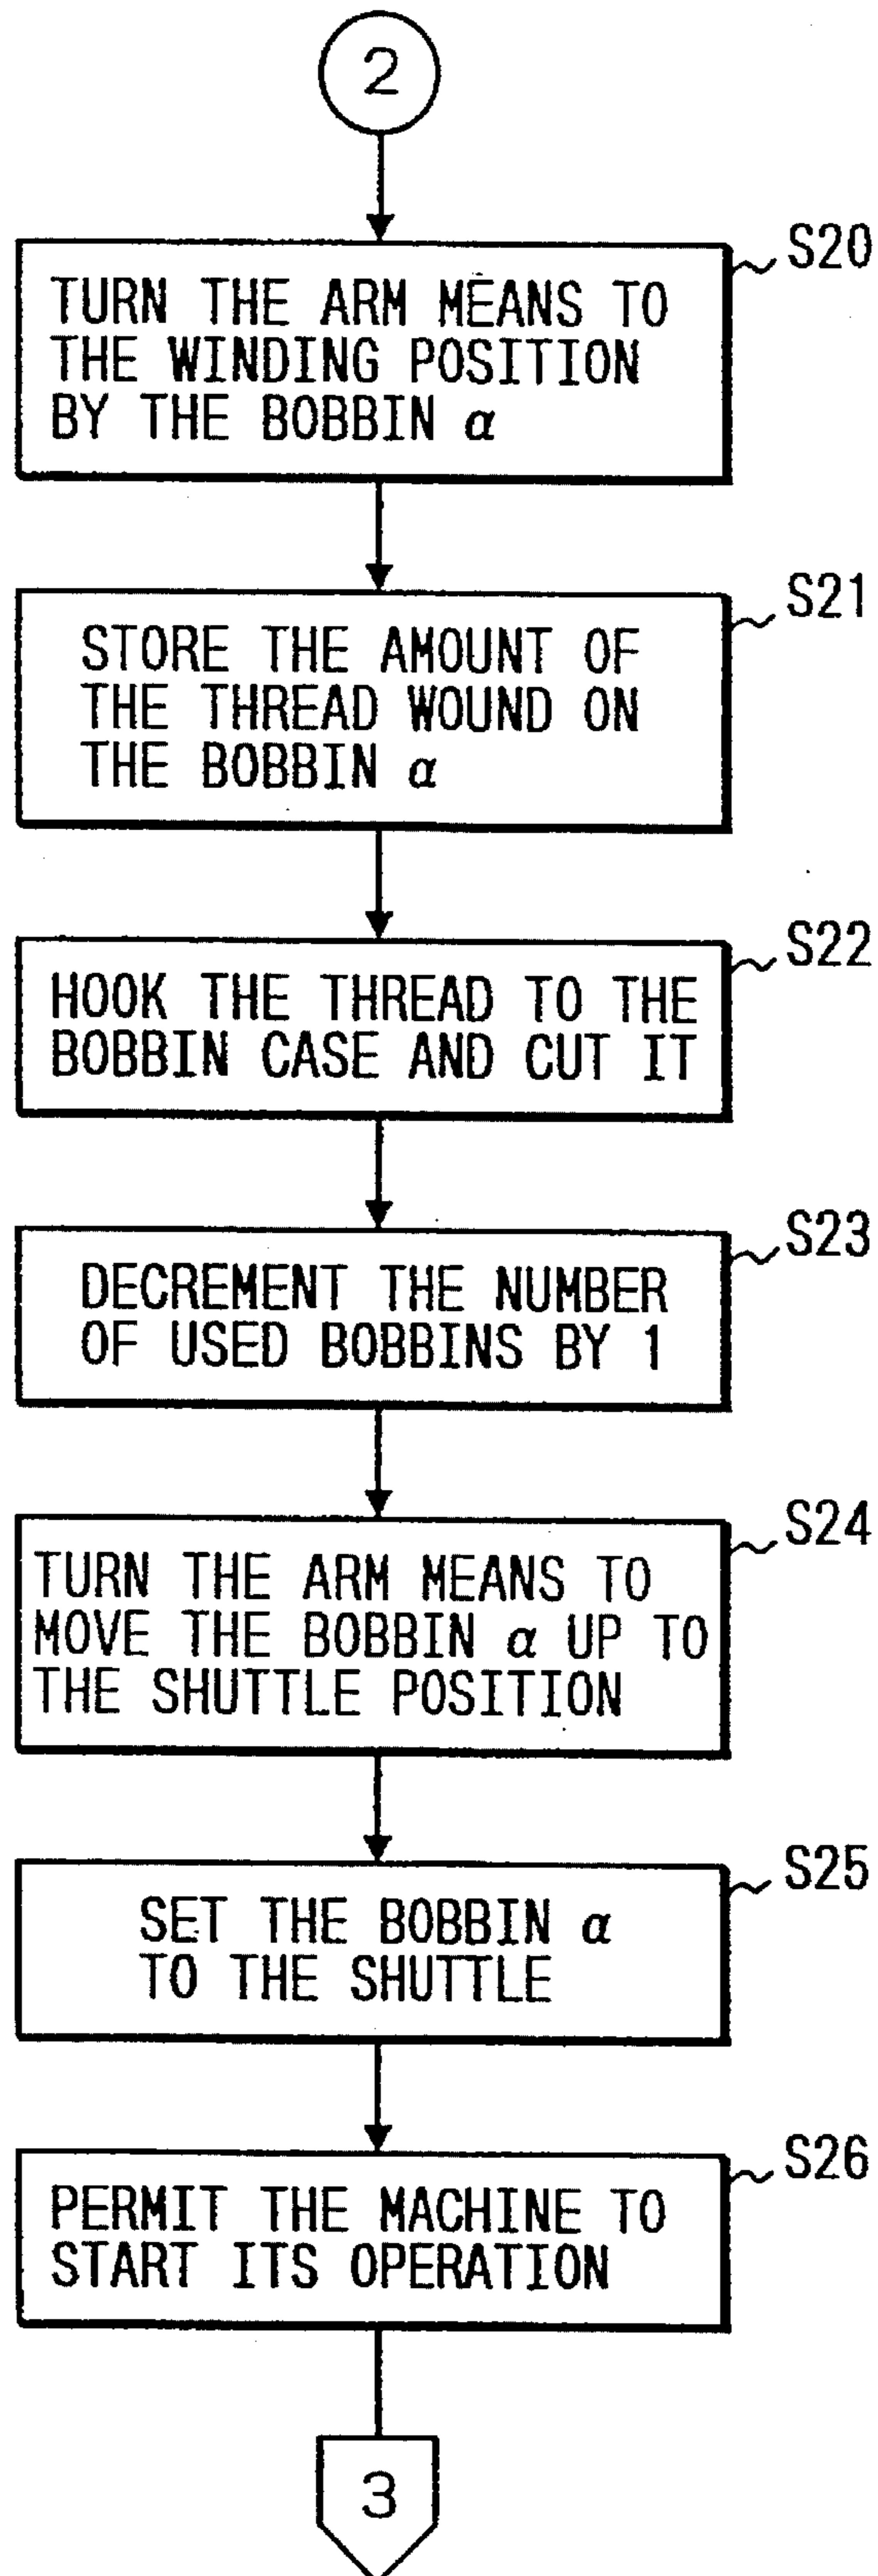 2
S20
TURN THE ARM MEANS TO
THE WINDING POSITION
BY THE BOBBIN α
S21
STORE THE AMOUNT OF
THE THREAD WOUND ON
THE BOBBIN α
S22
HOOK THE THREAD TO THE
BOBBIN CASE AND CUT IT
S23
DECREMENT THE NUMBER
OF USED BOBBINS BY 1
S24
TURN THE ARM MEANS TO
MOVE THE BOBBIN α UP TO
THE SHUTTLE POSITION
S25
SET THE BOBBIN α
TO THE SHUTTLE
S26
PERMIT THE MACHINE TO
START ITS OPERATION
3